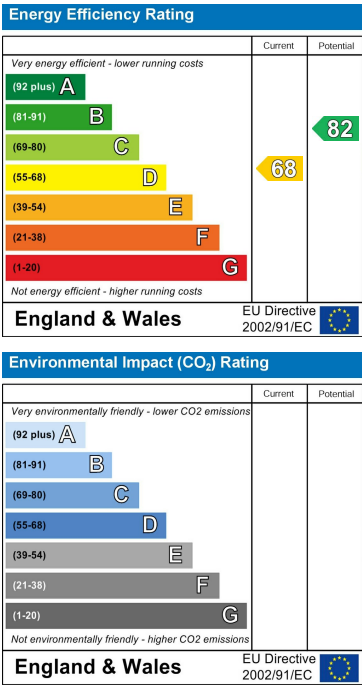 Energy Efficiency Rating
Current Potential
Very energy efficient - lower running costs
(92 plus) A
(81-91) B
(69-80) C
(55-68) D
(39-54) E
(21-38) F
(1-20) G
68
82
Not energy efficient - higher running costs
England & Wales
EU Directive
2002/91/EC
Environmental Impact (CO₂) Rating
Current Potential
Very environmentally friendly - lower CO2 emissions
(92 plus) A
(81-91) B
(69-80) C
(55-68) D
(39-54) E
(21-38) F
(1-20) G
Not environmentally friendly - higher CO2 emissions
England & Wales
EU Directive
2002/91/EC